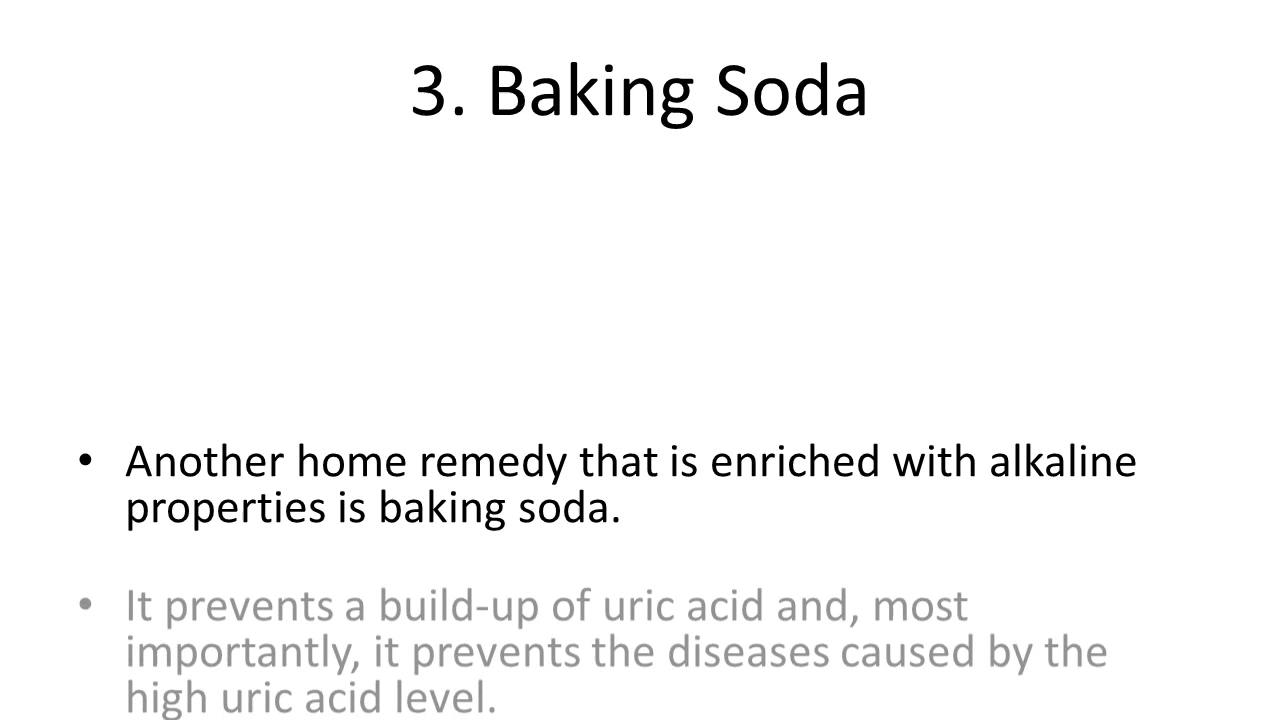 3. Baking Soda
• Another home remedy that is enriched with alkaline
properties is baking soda.
• It prevents a build-up of uric acid and, most
importantly, it prevents the diseases caused by the
high uric acid level.